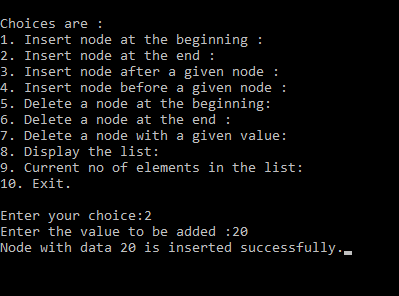 Choices are :
1. Insert node at the beginning :
2. Insert node at the end :
3. Insert node after a given node :
4. Insert node before a given node :
5. Delete a node at the beginning:
6. Delete a node at the end :
7. Delete a node with a given value:
8. Display the list:
9. Current no of elements in the list:
10. Exit.
Enter your choice:2
Enter the value to be added :20
Node with data 20 is inserted successfully.